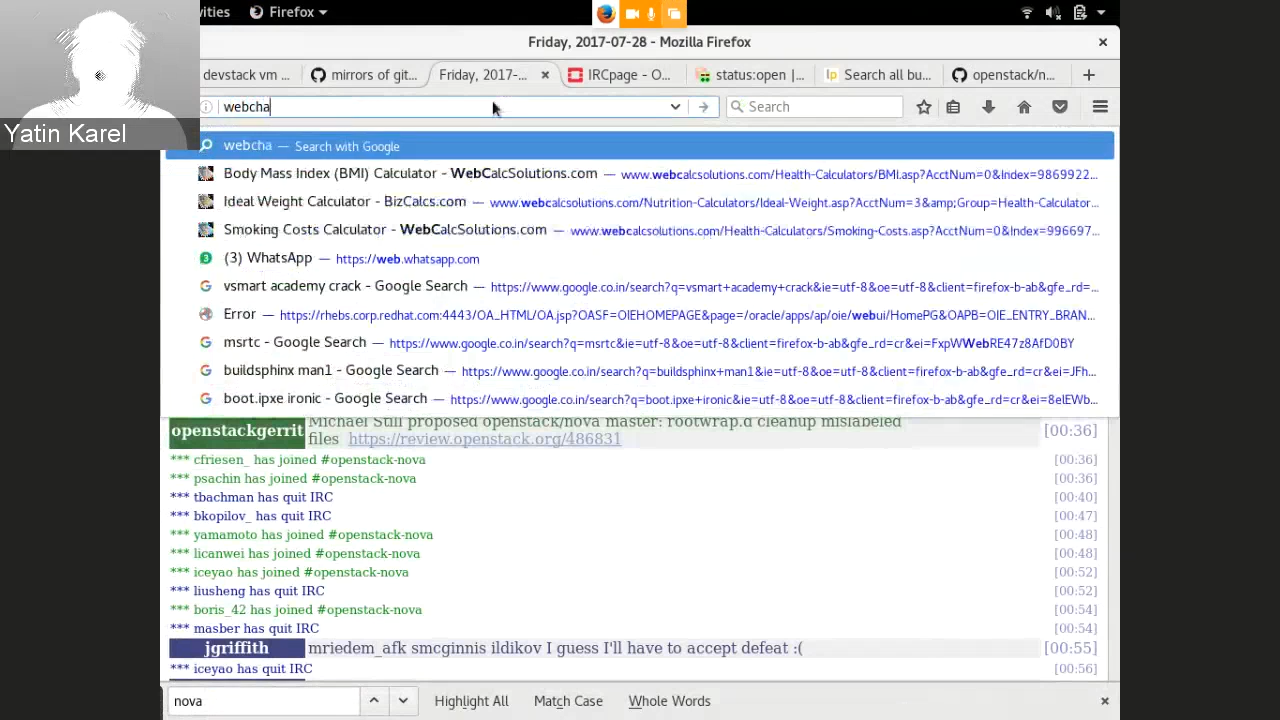 vities Firefox
Friday, 2017-07-28 - Mozilla Firefox
devstack vm ... mirrors of git... Friday, 2017-... IRCpage - O... status:open |... Search all bu... openstack/n...
webcha Search
Yatin Karel
webcha — Search with Google
Body Mass Index (BMI) Calculator - WebCalcSolutions.com — www.webcalcsolutions.com/Health-Calculators/BMI.asp?AcctNum=0&Index=9869922...
Ideal Weight Calculator - BizCalcs.com — www.webcalcsolutions.com/Nutrition-Calculators/Ideal-Weight.asp?AcctNum=3&amp;Group=Health-Calculator...
Smoking Costs Calculator - WebCalcSolutions.com — www.webcalcsolutions.com/Health-Calculators/Smoking-Costs.asp?AcctNum=0&Index=996697...
(3) WhatsApp — https://web.whatsapp.com
vsmart academy crack - Google Search — https://www.google.co.in/search?q=vsmart+academy+crack&ie=utf-8&oe=utf-8&client=firefox-b-ab&gfe_rd=...
Error — https://rhebs.corp.redhat.com:4443/OA_HTML/OA.jsp?OASF=OIEHOMEPAGE&page=/oracle/apps/ap/oie/webui/HomePG&OAPB=OIE_ENTRY_BRAN...
msrtc - Google Search — https://www.google.co.in/search?q=msrtc&ie=utf-8&oe=utf-8&client=firefox-b-ab&gfe_rd=cr&ei=FxpWWebRE47z8AfD0BY
buildsphinx man1 - Google Search — https://www.google.co.in/search?q=buildsphinx+man1&ie=utf-8&oe=utf-8&client=firefox-b-ab&gfe_rd=cr&ei=JFh...
boot.ipxe ironic - Google Search — https://www.google.co.in/search?q=boot.ipxe+ironic&ie=utf-8&oe=utf-8&client=firefox-b-ab&gfe_rd=cr&ei=8elEWb...
openstackgerrit Michael Still proposed openstack/nova master: rootwrap.d cleanup mislabeled [00:36]
files https://review.openstack.org/486831
*** cfriesen_ has joined #openstack-nova [00:36]
*** psachin has joined #openstack-nova [00:36]
*** tbachman has quit IRC [00:40]
*** bkopilov_ has quit IRC [00:47]
*** yamamoto has joined #openstack-nova [00:48]
*** licanwei has joined #openstack-nova [00:48]
*** iceyao has joined #openstack-nova [00:52]
*** liusheng has quit IRC [00:52]
*** boris_42 has joined #openstack-nova [00:54]
*** masber has quit IRC [00:54]
jgriffith mriedem_afk smcginnis ildikov I guess I'll have to accept defeat :( [00:55]
*** iceyao has quit IRC [00:56]
nova Highlight All Match Case Whole Words